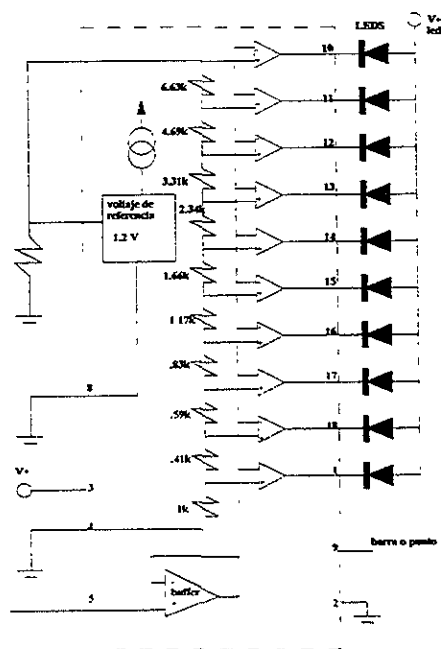 LEDS
V+
led
10
6.63k
11
4.69k
12
3.31k
13
voltaje de
referencia
1.2 V
2.34k
14
1.66k
15
1 17k
16
.83k
17
8
.59k
18
.41k
V+
3
1
1k
4
9
barra o punto
buffer
5
2